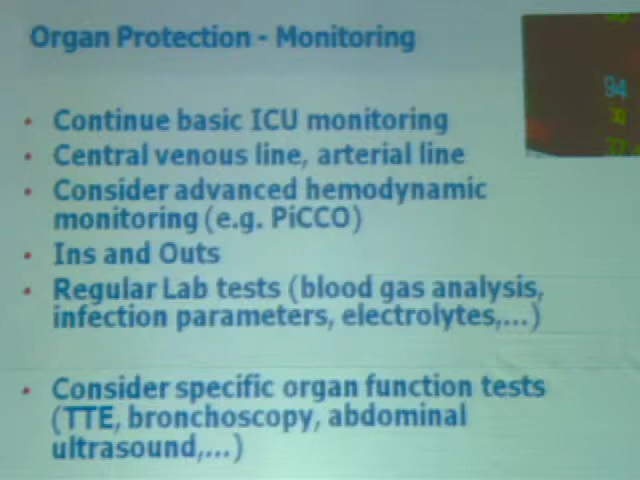 Organ Protection - Monitoring
94
• Continue basic ICU monitoring
• Central venous line, arterial line
• Consider advanced hemodynamic
monitoring (e.g. PiCCO)
• Ins and Outs
• Regular Lab tests (blood gas analysis,
infection parameters, electrolytes,...)
• Consider specific organ function tests
(TTE, bronchoscopy, abdominal
ultrasound,...)